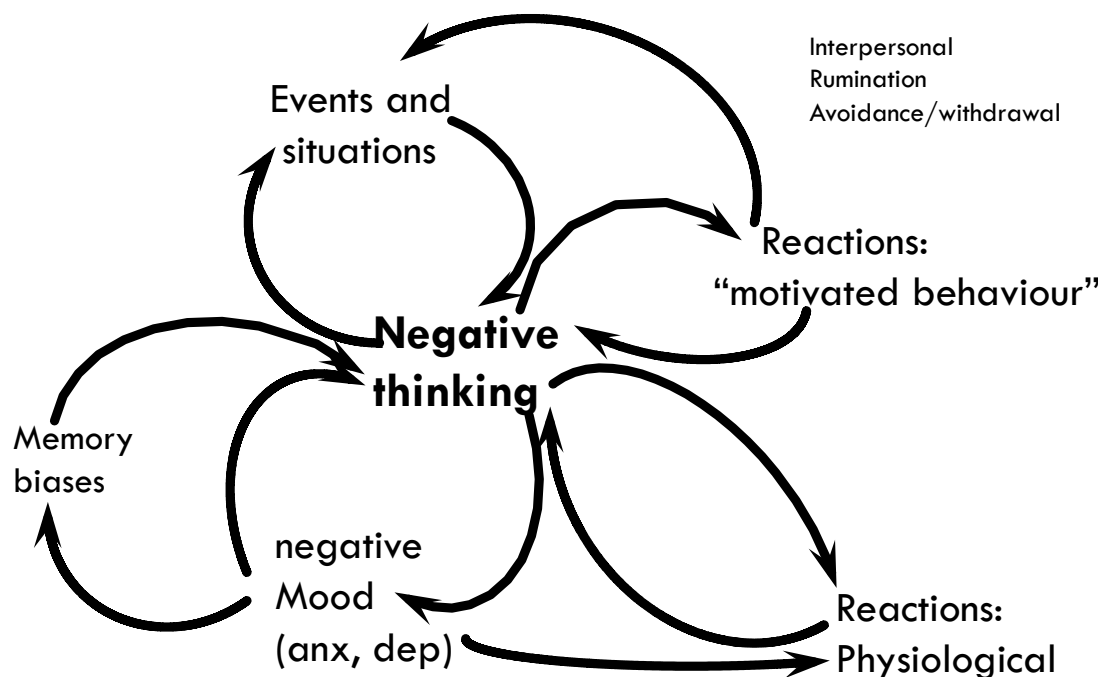 Interpersonal
Rumination
Avoidance/withdrawal
Events and
situations
Reactions:
“motivated behaviour”
Negative
thinking
Memory
biases
negative
Mood
(anx, dep)
Reactions:
Physiological